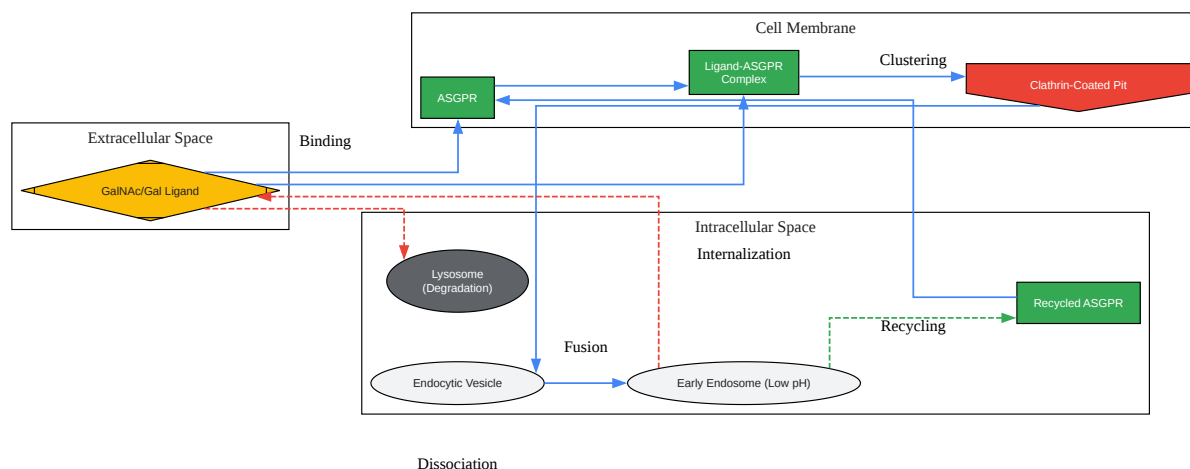 Cell Membrane
Ligand-ASGPR
Complex
Clustering
Clathrin-Coated Pit
ASGPR
Extracellular Space
Binding
GalNAc/Gal Ligand
Intracellular Space
Internalization
Lysosome
(Degradation)
Recycled ASGPR
Recycling
Fusion
Endocytic Vesicle
Early Endosome (Low pH)
Dissociation